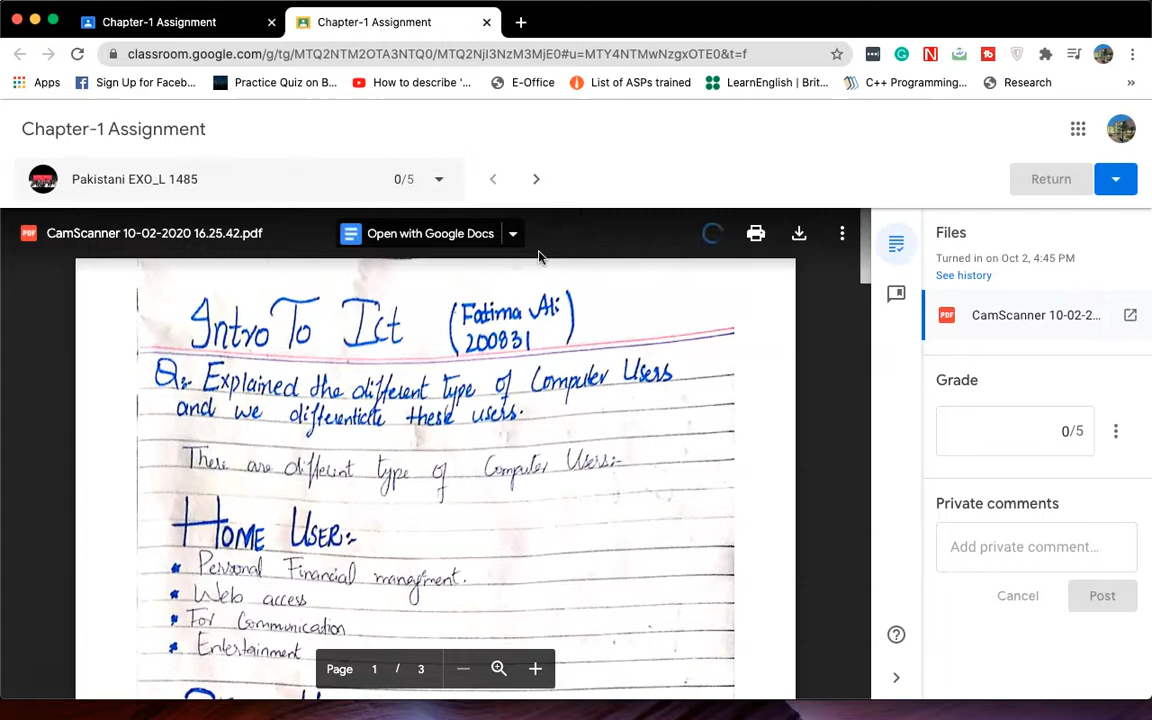 Chapter-1 Assignment
Chapter-1 Assignment
classroom.google.com/g/tg/MTQ2NTM2OTA3NTQ0/MTQ2NjI3NzM3MjE0#u=MTY4NTMwNzgxOTE0&t=f
Apps
Sign Up for Faceb...
Practice Quiz on B...
How to describe '...
E-Office
List of ASPs trained
LearnEnglish | Brit...
C++ Programming...
Research
»
Chapter-1 Assignment
Pakistani EXO_L 1485
0/5
Return
CamScanner 10-02-2020 16.25.42.pdf
Open with Google Docs
Intro To Ict
(Fatima Ali
200831)
Q:- Explained the different type of Computer Users
and we differentiate these users.
There are different type of Computer Users:-
HOME USER:-
Personal Financial managment.
Web access
For Communication
Entertainment
Page 1 / 3
Files
Turned in on Oct 2, 4:45 PM
See history
PDF
CamScanner 10-02-2...
Grade
0/5
Private comments
Add private comment...
Cancel
Post